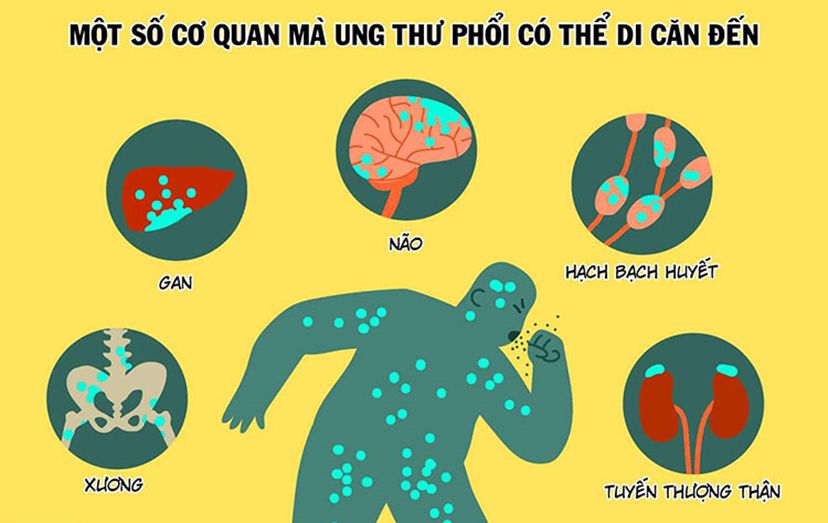 MỘT SỐ CƠ QUAN MÀ UNG THƯ PHỔI CÓ THỂ DI CĂN ĐẾN
NÃO
GAN
HẠCH BẠCH HUYẾT
XƯƠNG
TUYẾN THƯỢNG THẬN